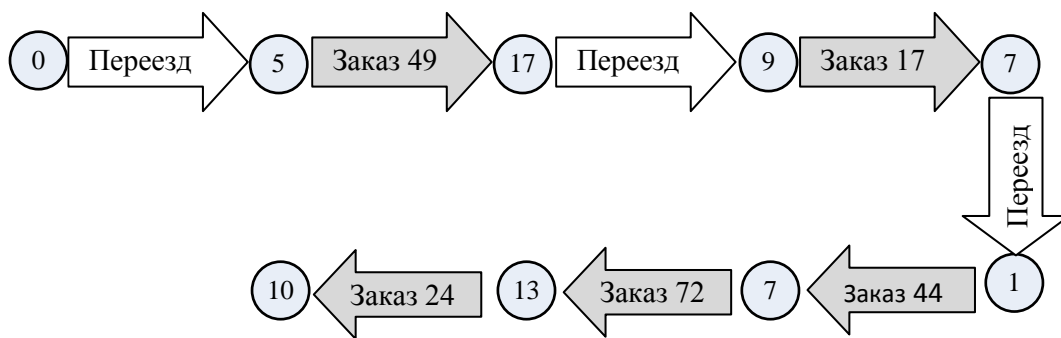 0 Переезд 5 Заказ 49 17 Переезд 9 Заказ 17 7
Переезд
10 Заказ 24 13 Заказ 72 7 Заказ 44 1